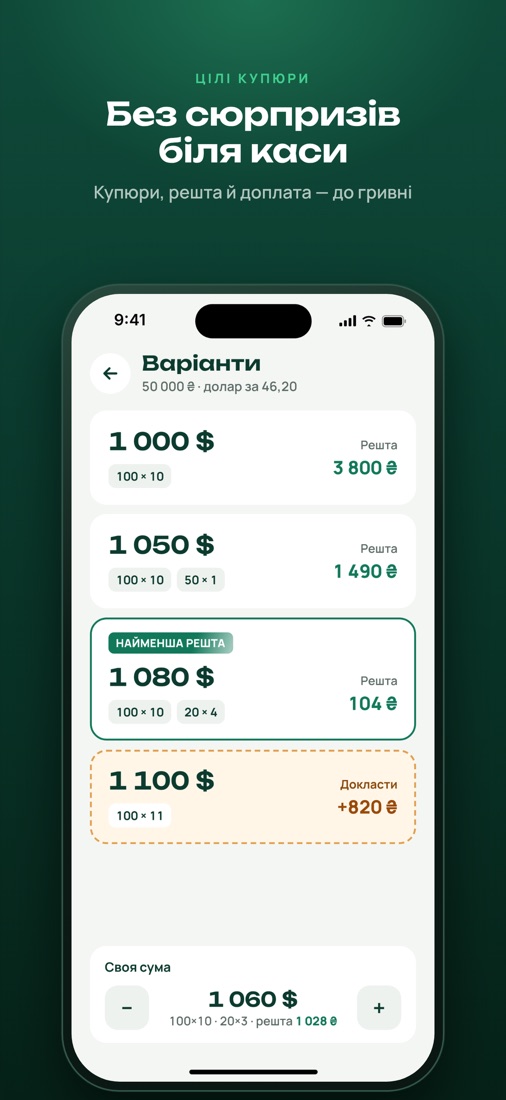 ЦІЛІ КУПЮРИ
Без сюрпризів
біля каси
Купюри, решта й доплата — до гривні
9:41
Варіанти
50 000 ₴ · долар за 46,20
1 000 $
Решта
3 800 ₴
100 × 10
1 050 $
Решта
1 490 ₴
100 × 10 50 × 1
НАЙМЕНША РЕШТА
1 080 $
Решта
104 ₴
100 × 10 20 × 4
1 100 $
Докласти
+820 ₴
100 × 11
Своя сума
− 1 060 $ +
100×10 · 20×3 · решта 1 028 ₴